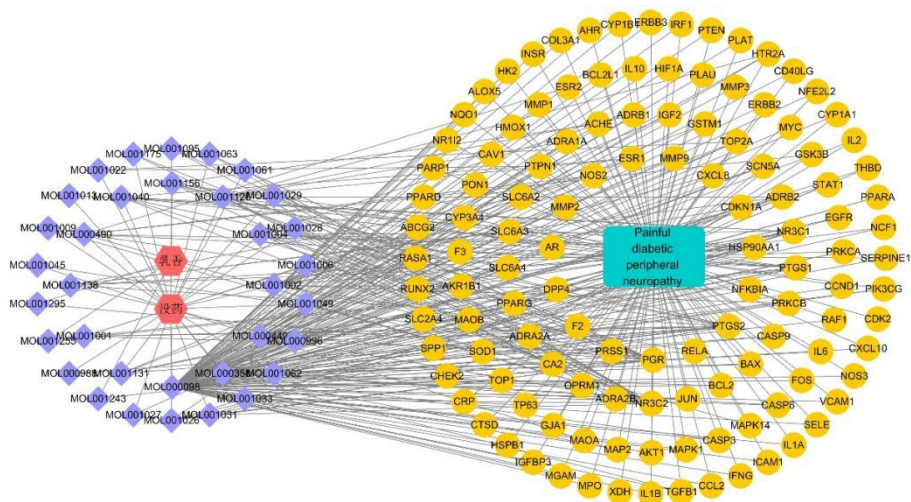 MOL001095
MOL001175
MOL001063
MOL001022
MOL001061
MOL001156
MOL001013
MOL001040
MOL001126
MOL001029
MOL001009
MOL000490
MOL001004
MOL001028
乳香
MOL001045
MOL001006
MOL001138
MOL001002
MOL001295
没药
MOL001049
MOL001255
MOL001001
MOL000449
MOL000996
MOL000988
MOL001131
MOL000098
MOL000358
MOL001062
MOL001243
MOL001033
MOL001027
MOL001026
MOL001031
ERBB3
CYP1B1
IRF1
AHR
PTEN
COL3A1
PLAT
INSR
HTR2A
HK2
IL10
HIF1A
BCL2L1
PLAU
CD40LG
ALOX5
ESR2
MMP3
NFE2L2
NQO1
MMP1
ERBB2
CYP1A1
HMOX1
ACHE
ADRB1
IGF2
GSTM1
MYC
NR1I2
ADRA1A
TOP2A
IL2
CAV1
GSK3B
PARP1
PTPN1
ESR1
MMP9
CXCL8
SCN5A
THBD
PPARD
PON1
NOS2
STAT1
PPARA
SLC6A2
ADRB2
ABCG2
CYP3A4
MMP2
CDKN1A
EGFR
NCF1
SLC6A3
NR3C1
RASA1
F3
AR
Painful
diabetic
peripheral
neuropathy
HSP90AA1
PRKCA
SERPINE1
SLC6A4
PTGS1
RUNX2
AKR1B1
DPP4
NFKBIA
CCND1
PIK3CG
PPARG
PRKCB
SLC2A4
MAOB
RAF1
CDK2
ADRA2A
F2
PTGS2
SPP1
CASP9
SOD1
PRSS1
PGR
RELA
IL6
CXCL10
CHEK2
TOP1
CA2
BAX
NOS3
CRP
OPRM1
BCL2
FOS
TP63
ADRA2B
NR3C2
JUN
CASP8
VCAM1
CTSD
GJA1
MAPK14
SELE
HSPB1
MAOA
MAP2
AKT1
MAPK1
CASP3
IL1A
IGFBP3
ICAM1
MGAM
IFNG
MPO
CCL2
XDH
IL1B
TGFB1